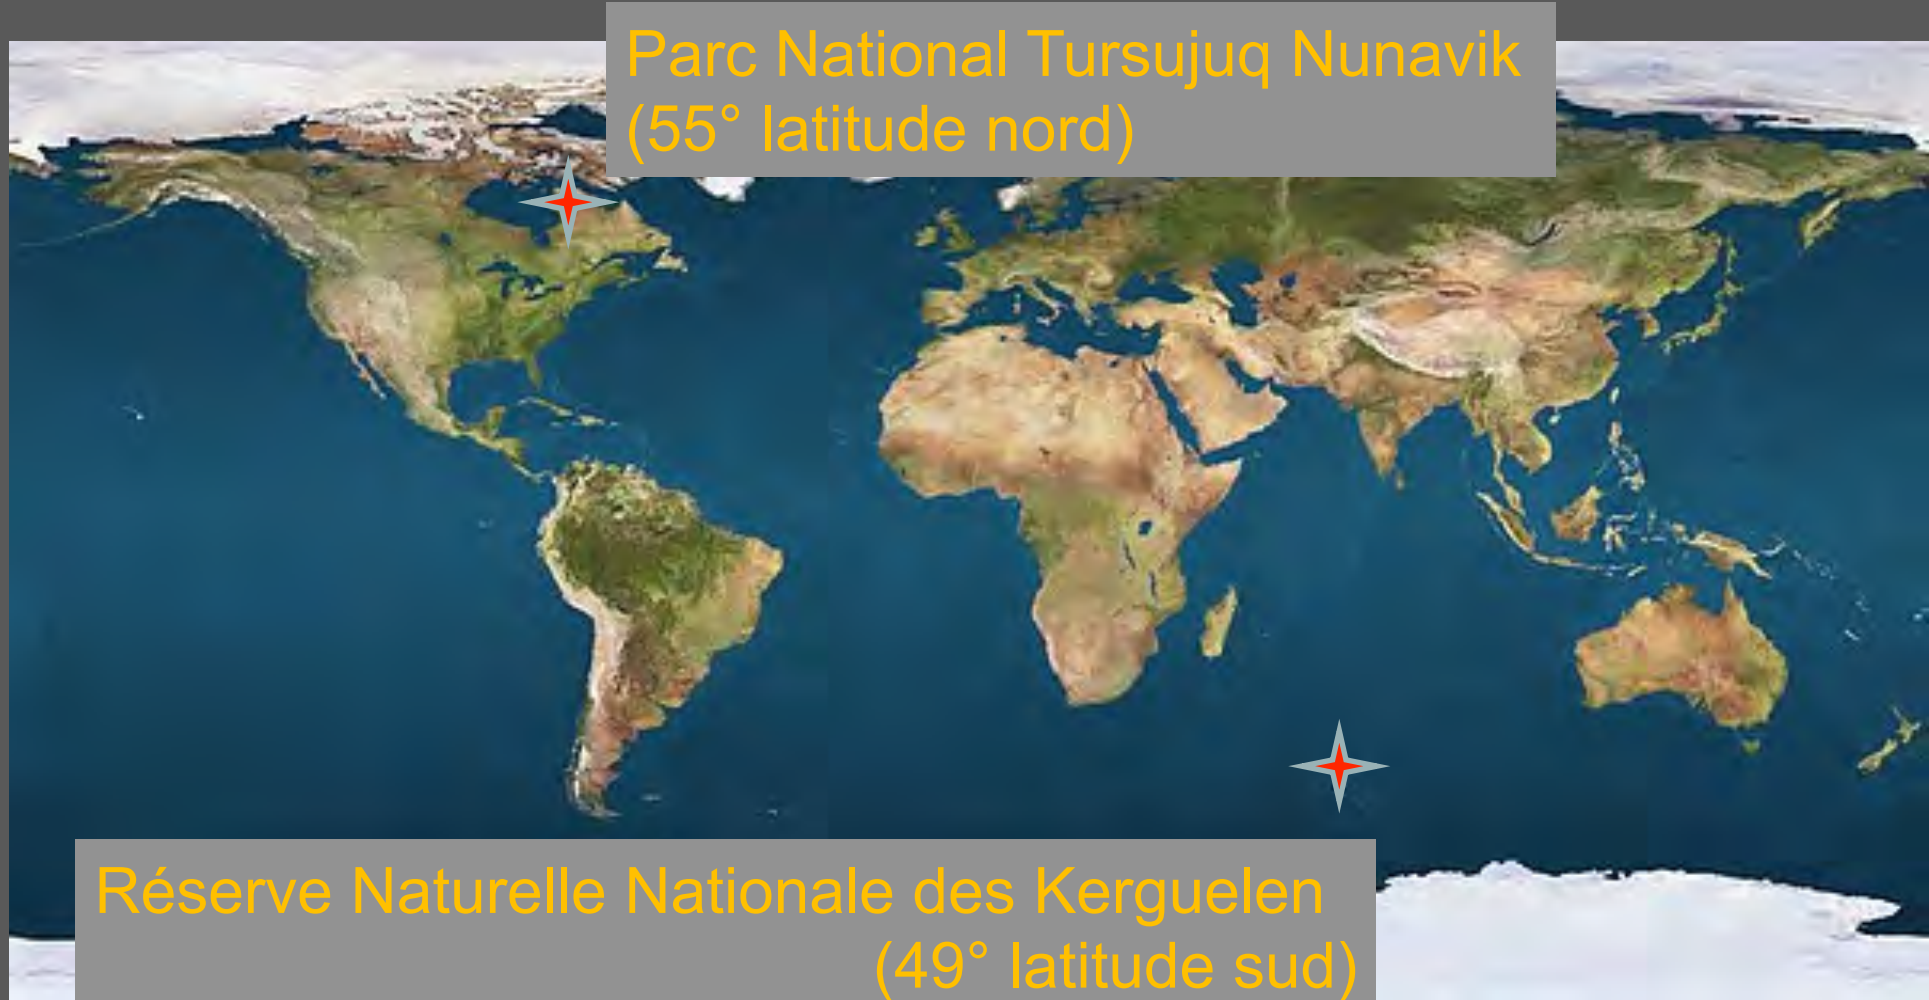 Parc National Tursujuq Nunavik
(55° latitude nord)
Réserve Naturelle Nationale des Kerguelen
(49° latitude sud)